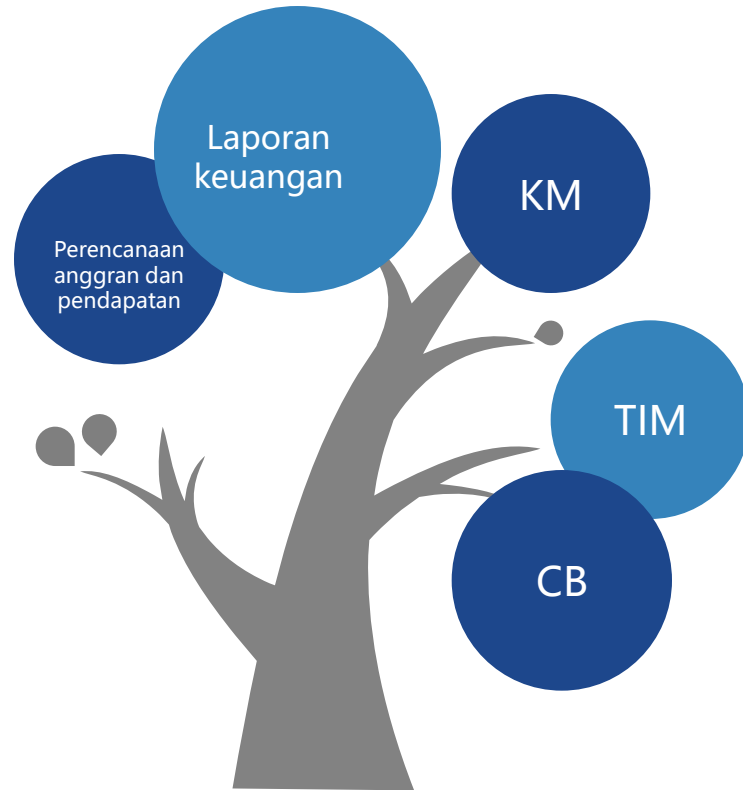 Laporan
keuangan
KM
Perencanaan
anggran dan
pendapatan
TIM
CB